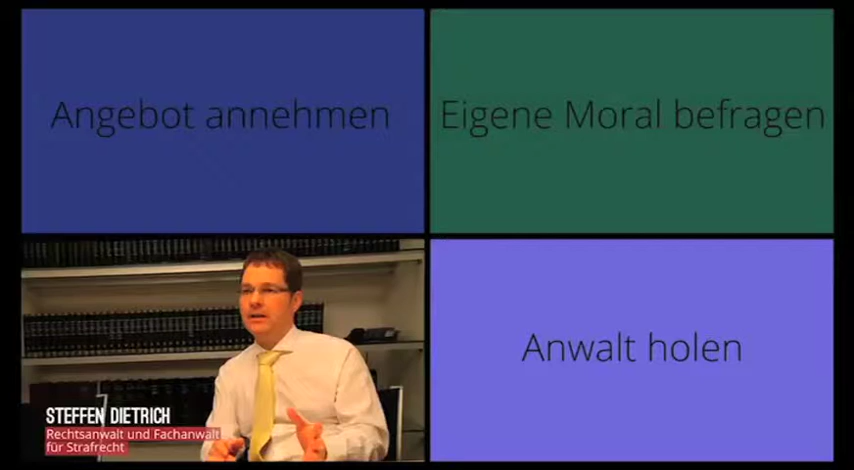 Angebot annehmen
Eigene Moral befragen
STEFFEN DIETRICH
Rechtsanwalt und Fachanwalt
für Strafrecht
Anwalt holen